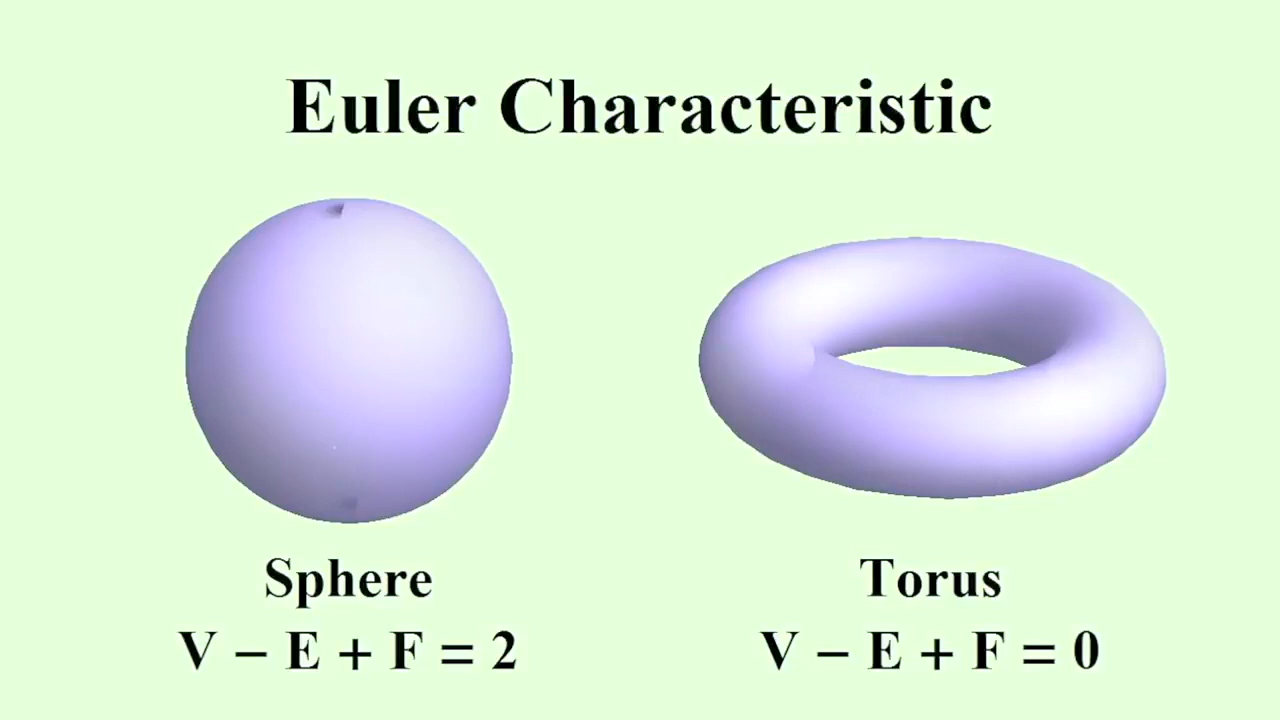 Euler Characteristic
Sphere
Torus
V − E + F = 2
V − E + F = 0